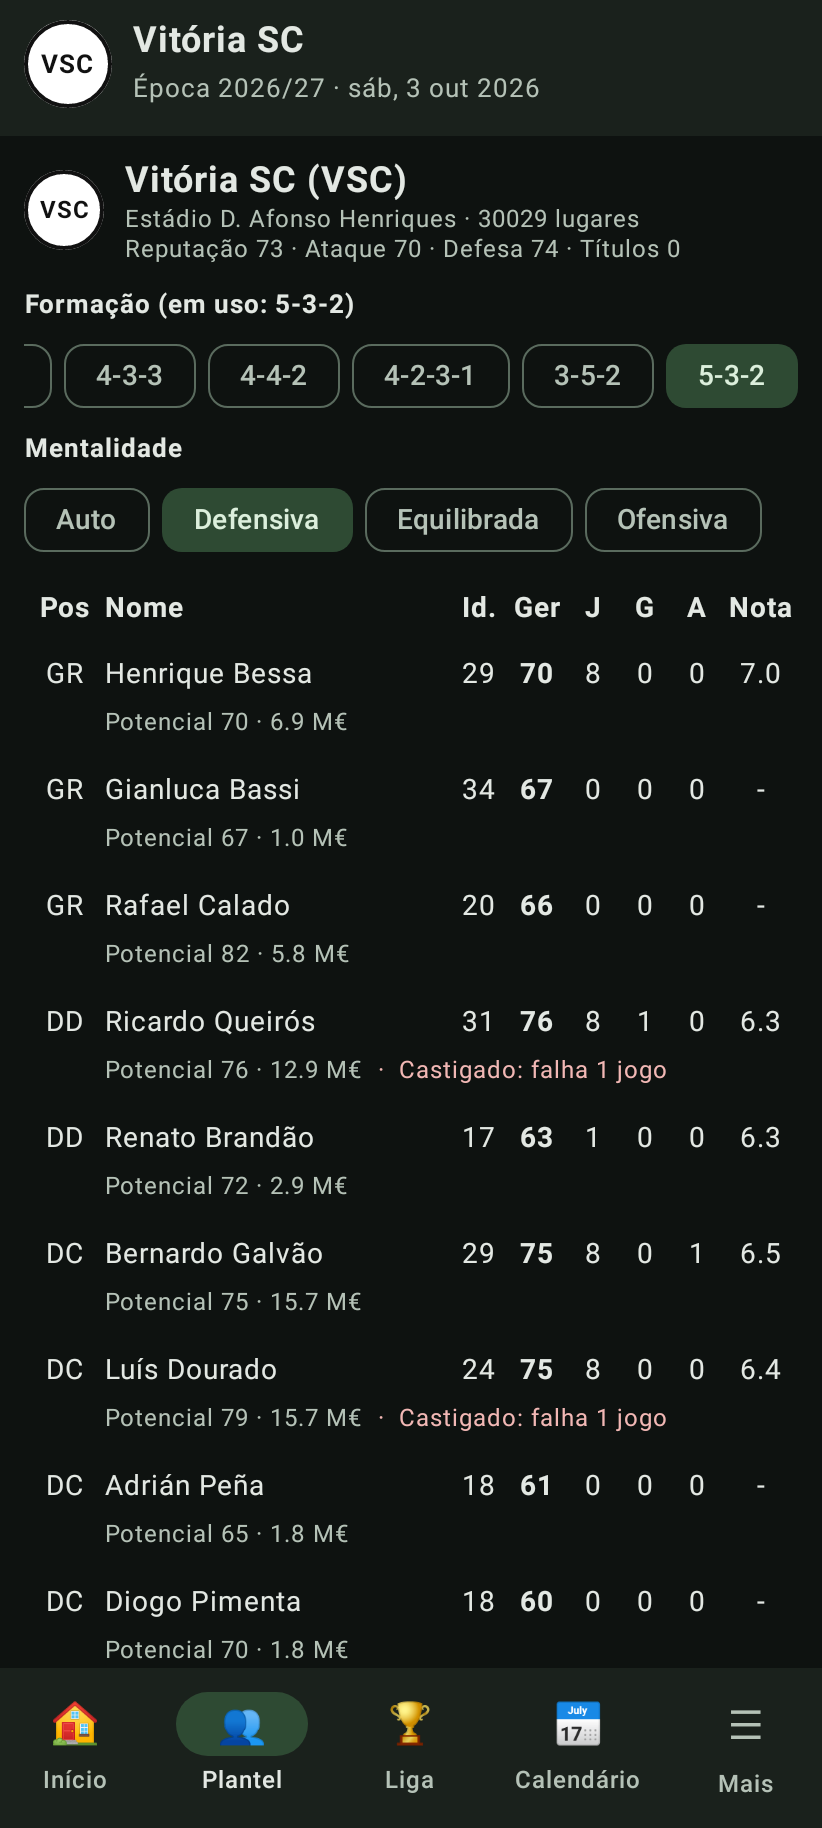 VSC
Vitória SC
Época 2026/27 · sáb, 3 out 2026
VSC
Vitória SC (VSC)
Estádio D. Afonso Henriques · 30029 lugares
Reputação 73 · Ataque 70 · Defesa 74 · Títulos 0
Formação (em uso: 5-3-2)
4-3-3 4-4-2 4-2-3-1 3-5-2 5-3-2
Mentalidade
Auto Defensiva Equilibrada Ofensiva
Pos Nome Id. Ger J G A Nota
GR Henrique Bessa 29 70 8 0 0 7.0
Potencial 70 · 6.9 M€
GR Gianluca Bassi 34 67 0 0 0 -
Potencial 67 · 1.0 M€
GR Rafael Calado 20 66 0 0 0 -
Potencial 82 · 5.8 M€
DD Ricardo Queirós 31 76 8 1 0 6.3
Potencial 76 · 12.9 M€ · Castigado: falha 1 jogo
DD Renato Brandão 17 63 1 0 0 6.3
Potencial 72 · 2.9 M€
DC Bernardo Galvão 29 75 8 0 1 6.5
Potencial 75 · 15.7 M€
DC Luís Dourado 24 75 8 0 0 6.4
Potencial 79 · 15.7 M€ · Castigado: falha 1 jogo
DC Adrián Peña 18 61 0 0 0 -
Potencial 65 · 1.8 M€
DC Diogo Pimenta 18 60 0 0 0 -
Potencial 70 · 1.8 M€
July
17
Início Plantel Liga Calendário Mais